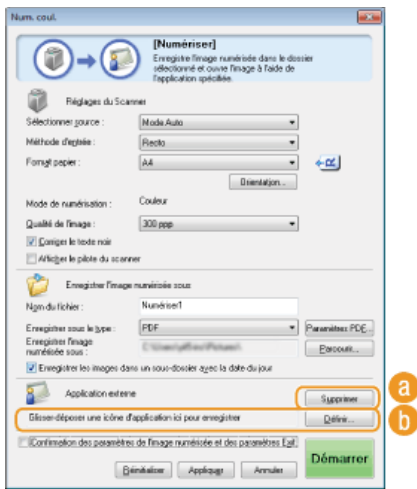 Num. coul.
[Numériser]
Enregistre l'image numérisée dans le dossier
sélectionné et ouvre l'image à l'aide de
l'application spécifiée.
Réglages du Scanner
Sélectionner source : Mode Auto
Méthode d'entrée : Recto
Format papier : A4
Orientation...
Mode de numérisation : Couleur
Qualité de l'image : 300 ppp
Corriger le texte noir
Afficher le pilote du scanner
Enregistrer l'image numérisée sous
Nom du fichier : Numériser1
Enregistrer sous le type : PDF Paramètres PDF...
Enregistrer l'image
numérisée sous : Parcourir...
Enregistrer les images dans un sous-dossier avec la date du jour
Application externe Supprimer a
Glisser-déposer une icône d'application ici pour enregistrer Définir... b
Confirmation des paramètres de l'image numérisée et des paramètres Exif
Démarrer
Réinitialiser Appliquer Annuler